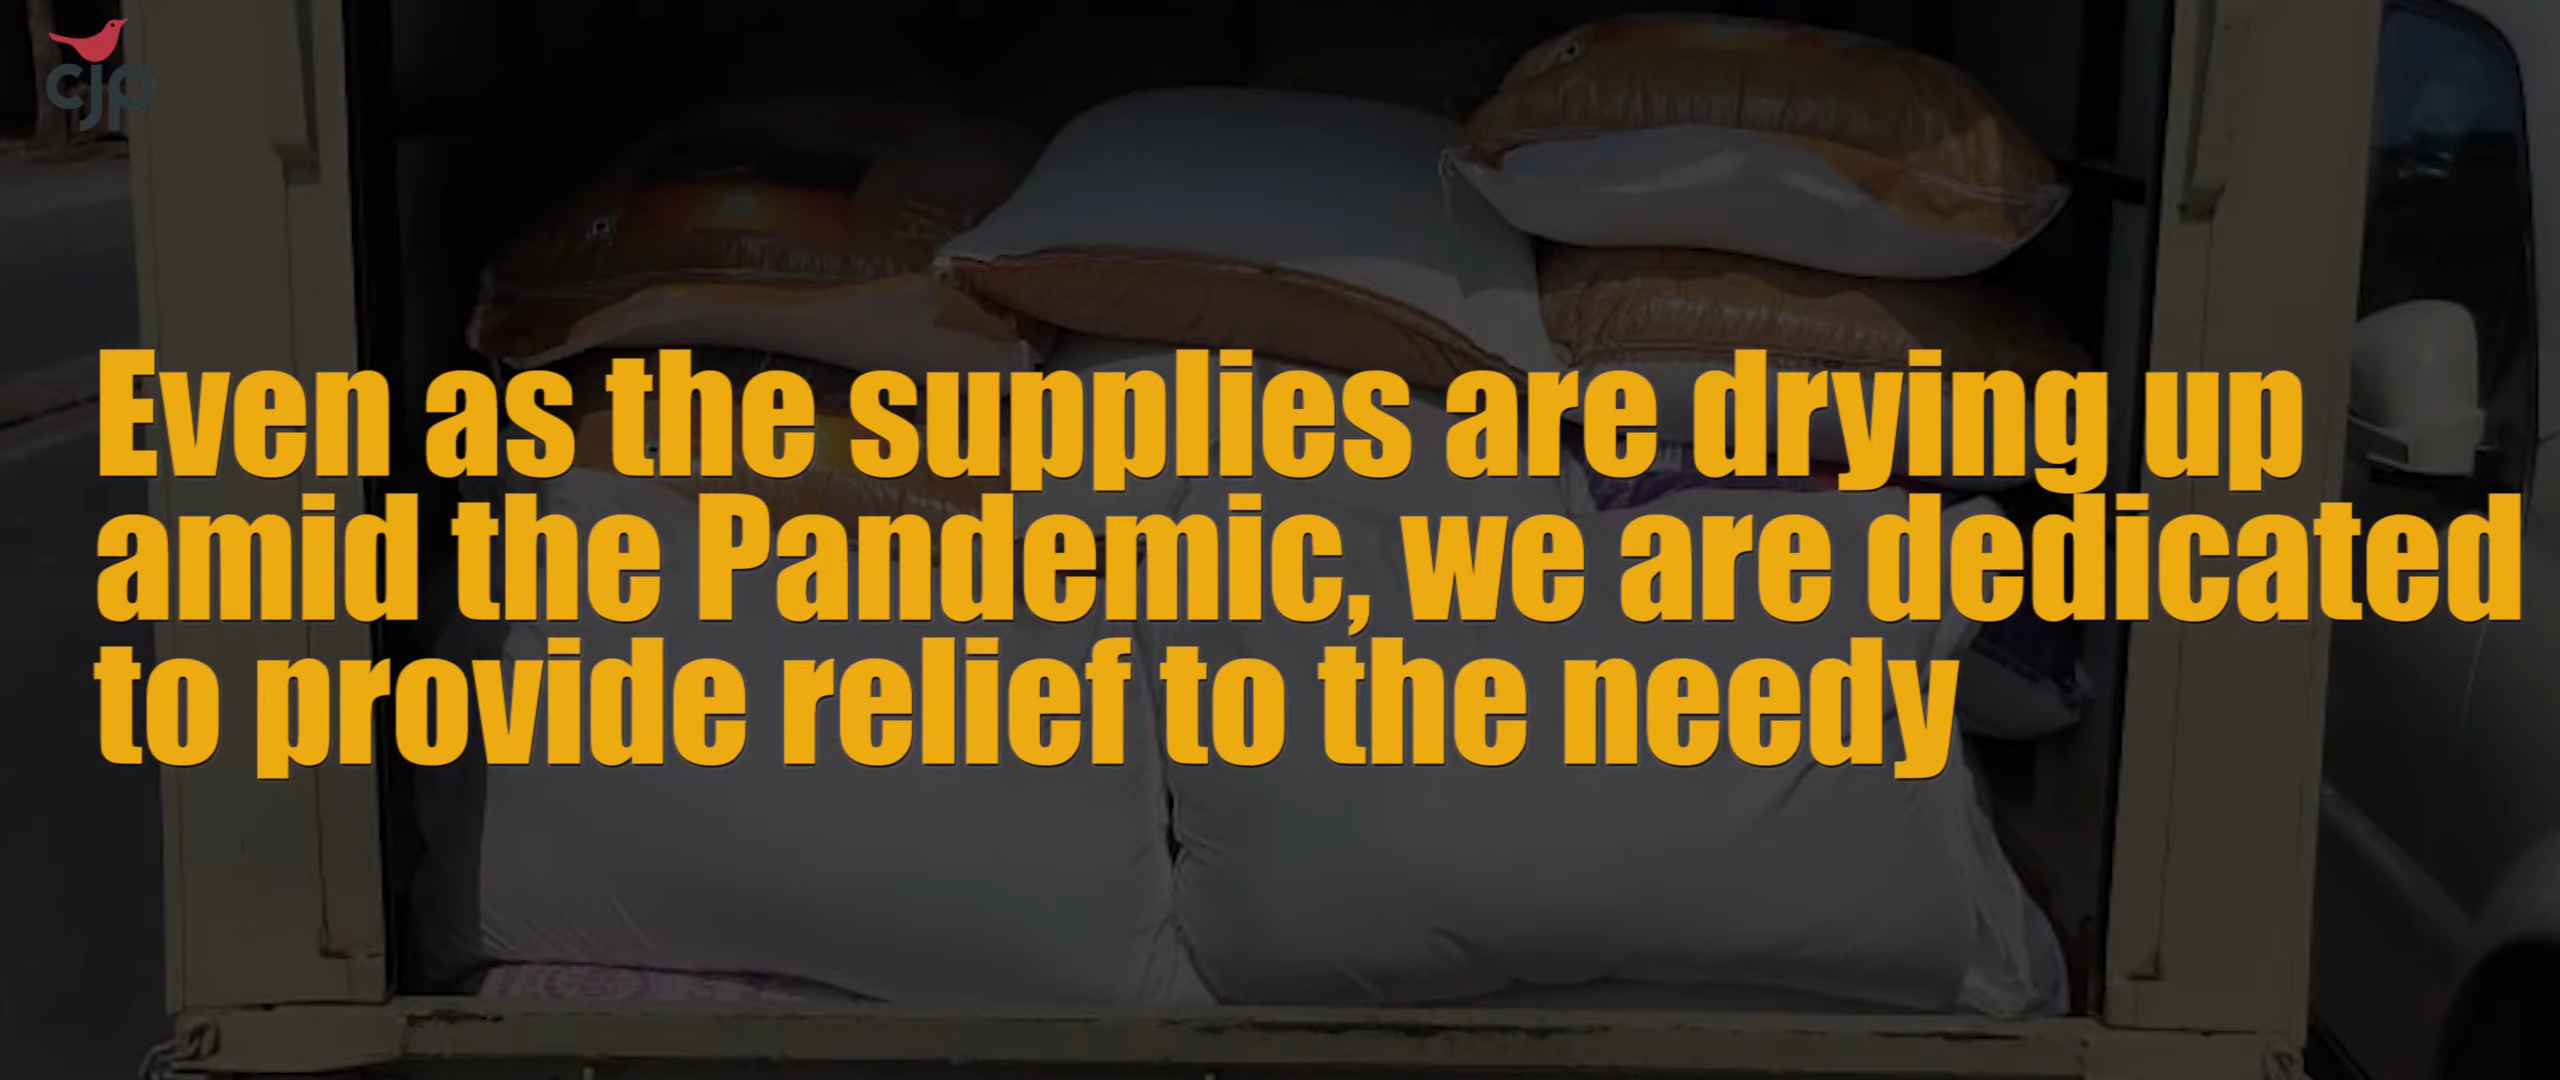 cjp
Even as the supplies are drying up
amid the Pandemic, we are dedicated
to provide relief to the needy